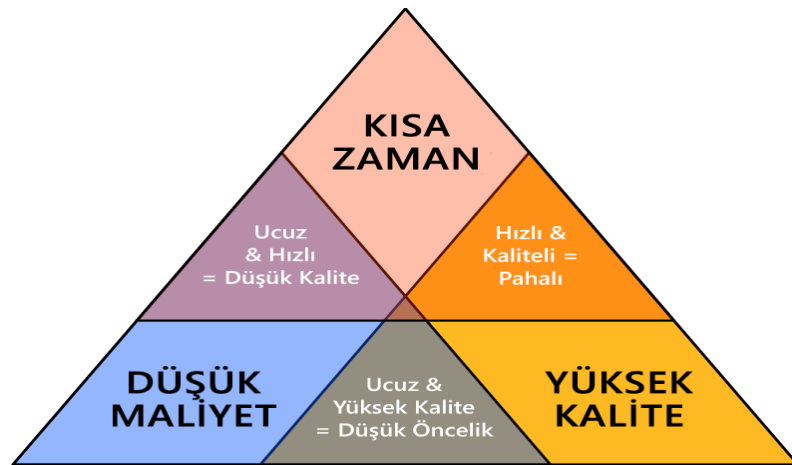 KISA
ZAMAN
Ucuz
& Hızlı
= Düşük Kalite
Hızlı &
Kaliteli =
Pahalı
DÜŞÜK
MALİYET
Ucuz &
Yüksek Kalite
= Düşük Öncelik
YÜKSEK
KALİTE